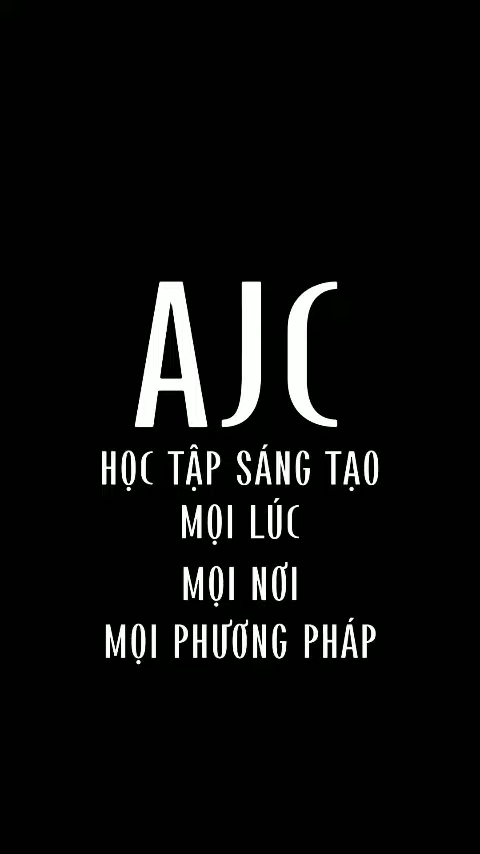 AJC
HỌC TẬP SÁNG TẠO
MỌI LÚC
MỌI NƠI
MỌI PHƯƠNG PHÁP